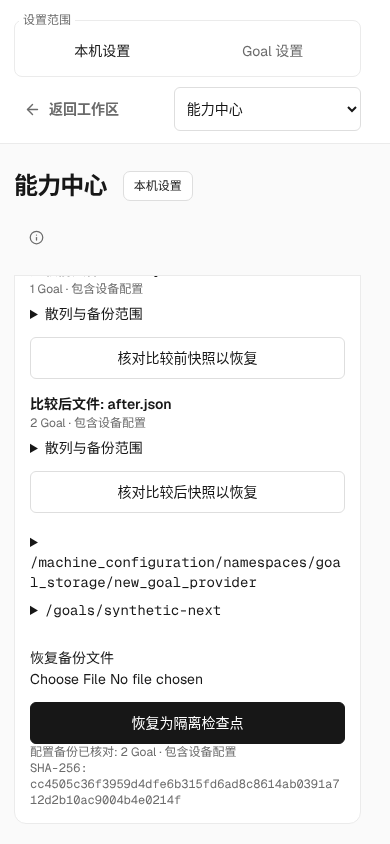 设置范围
本机设置
Goal 设置
← 返回工作区
能力中心
能力中心
本机设置
1 Goal · 包含设备配置
▶ 散列与备份范围
核对比较前快照以恢复
比较后文件: after.json
2 Goal · 包含设备配置
▶ 散列与备份范围
核对比较后快照以恢复
▶
/machine_configuration/namespaces/goa
l_storage/new_goal_provider
▶ /goals/synthetic-next
恢复备份文件
Choose File No file chosen
恢复为隔离检查点
配置备份已核对: 2 Goal · 包含设备配置
SHA-256:
cc4505c36f3959d4dfe6b315fd6ad8c8614ab0391a7
12d2b10ac9004b4e0214f